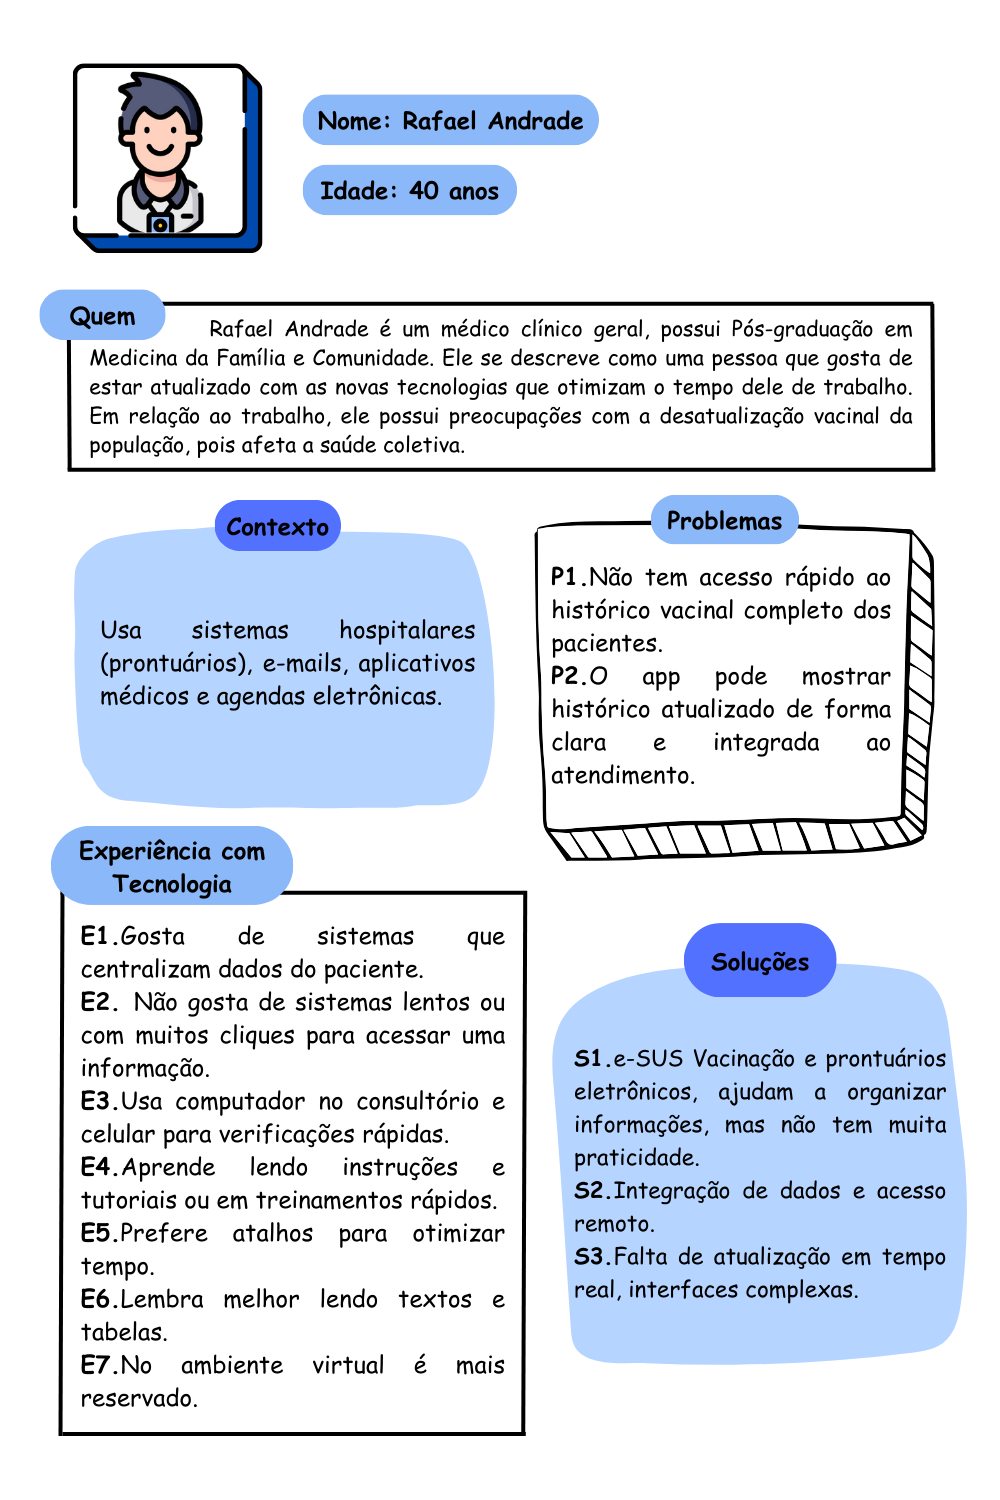 Nome: Rafael Andrade
Idade: 40 anos
Quem
Rafael Andrade é um médico clínico geral, possui Pós-graduação em
Medicina da Família e Comunidade. Ele se descreve como uma pessoa que gosta de
estar atualizado com as novas tecnologias que otimizam o tempo dele de trabalho.
Em relação ao trabalho, ele possui preocupações com a desatualização vacinal da
população, pois afeta a saúde coletiva.
Contexto
Usa sistemas hospitalares
(prontuários), e-mails, aplicativos
médicos e agendas eletrônicas.
Problemas
P1.Não tem acesso rápido ao
histórico vacinal completo dos
pacientes.
P2.O app pode mostrar
histórico atualizado de forma
clara e integrada ao
atendimento.
Experiência com
Tecnologia
E1.Gosta de sistemas que
centralizam dados do paciente.
E2. Não gosta de sistemas lentos ou
com muitos cliques para acessar uma
informação.
E3.Usa computador no consultório e
celular para verificações rápidas.
E4.Aprende lendo instruções e
tutoriais ou em treinamentos rápidos.
E5.Prefere atalhos para otimizar
tempo.
E6.Lembra melhor lendo textos e
tabelas.
E7.No ambiente virtual é mais
reservado.
Soluções
S1.e-SUS Vacinação e prontuários
eletrônicos, ajudam a organizar
informações, mas não tem muita
praticidade.
S2.Integração de dados e acesso
remoto.
S3.Falta de atualização em tempo
real, interfaces complexas.